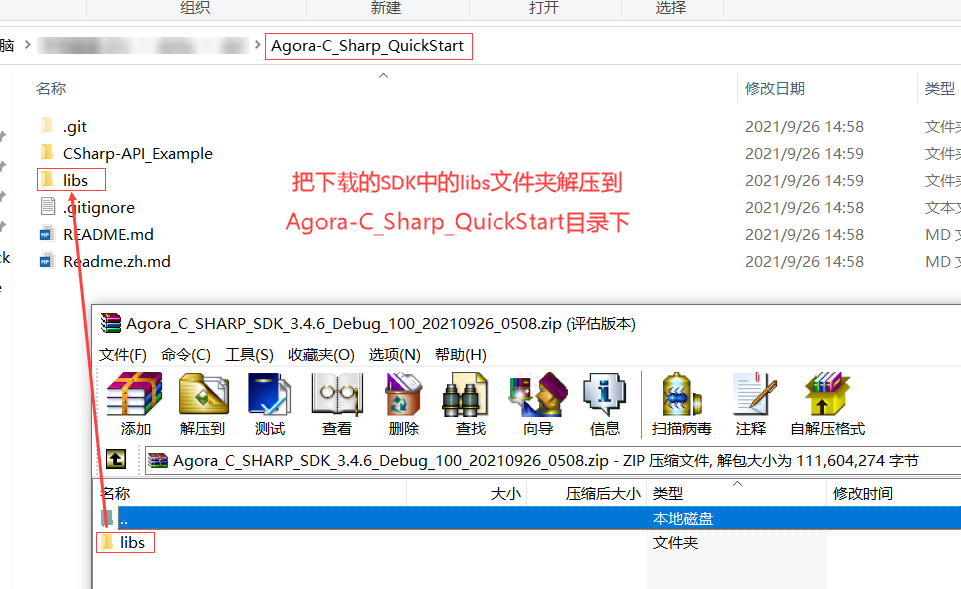 组织 新建 打开 选择
脑 > > Agora-C_Sharp_QuickStart
名称 修改日期 类型
.git 2021/9/26 14:58 文件夹
CSharp-API_Example 2021/9/26 14:59 文件夹
libs 2021/9/26 14:59 文件夹
.gitignore 2021/9/26 14:58 文本文
README.md 2021/9/26 14:58 MD 文
Readme.zh.md 2021/9/26 14:58 MD 文
把下载的SDK中的libs文件夹解压到
Agora-C_Sharp_QuickStart目录下
ck
Agora_C_SHARP_SDK_3.4.6_Debug_100_20210926_0508.zip (评估版本)
文件(F) 命令(C) 工具(S) 收藏夹(O) 选项(N) 帮助(H)
添加 解压到 测试 查看 删除 查找 向导 信息 扫描病毒 注释 自解压格式
Agora_C_SHARP_SDK_3.4.6_Debug_100_20210926_0508.zip - ZIP 压缩文件, 解包大小为 111,604,274 字节
名称 大小 压缩后大小 类型 修改时间
.. 本地磁盘
libs 文件夹